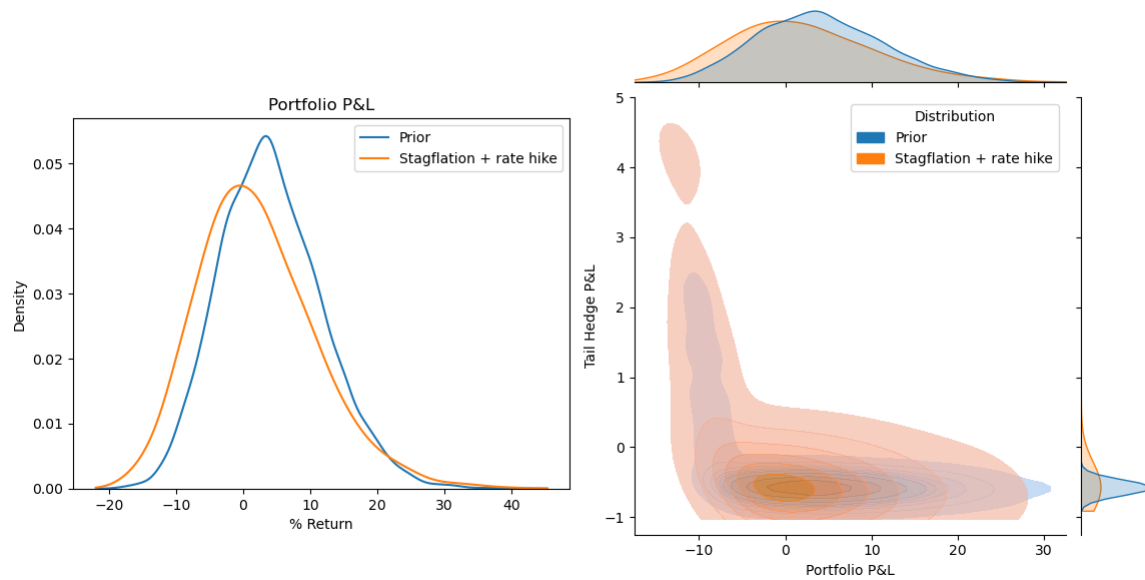 Portfolio P&L
Prior
Stagflation + rate hike
Density
0.05
0.04
0.03
0.02
0.01
0.00
−20 −10 0 10 20 30 40
% Return
Distribution
Prior
Stagflation + rate hike
Tail Hedge P&L
5
4
3
2
1
0
−1
−10 0 10 20 30
Portfolio P&L